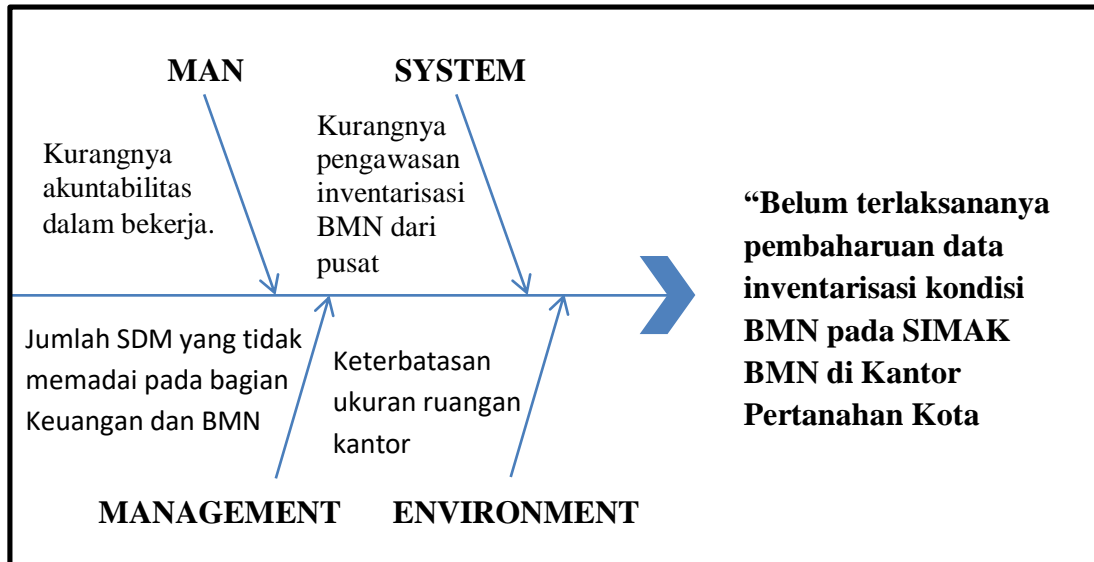 MAN
Kurangnya
akuntabilitas
dalam bekerja.
SYSTEM
Kurangnya
pengawasan
inventarisasi
BMN dari
pusat
Jumlah SDM yang tidak
memadai pada bagian
Keuangan dan BMN
MANAGEMENT
Keterbatasan
ukuran ruangan
kantor
ENVIRONMENT
“Belum terlaksananya
pembaharuan data
inventarisasi kondisi
BMN pada SIMAK
BMN di Kantor
Pertanahan Kota